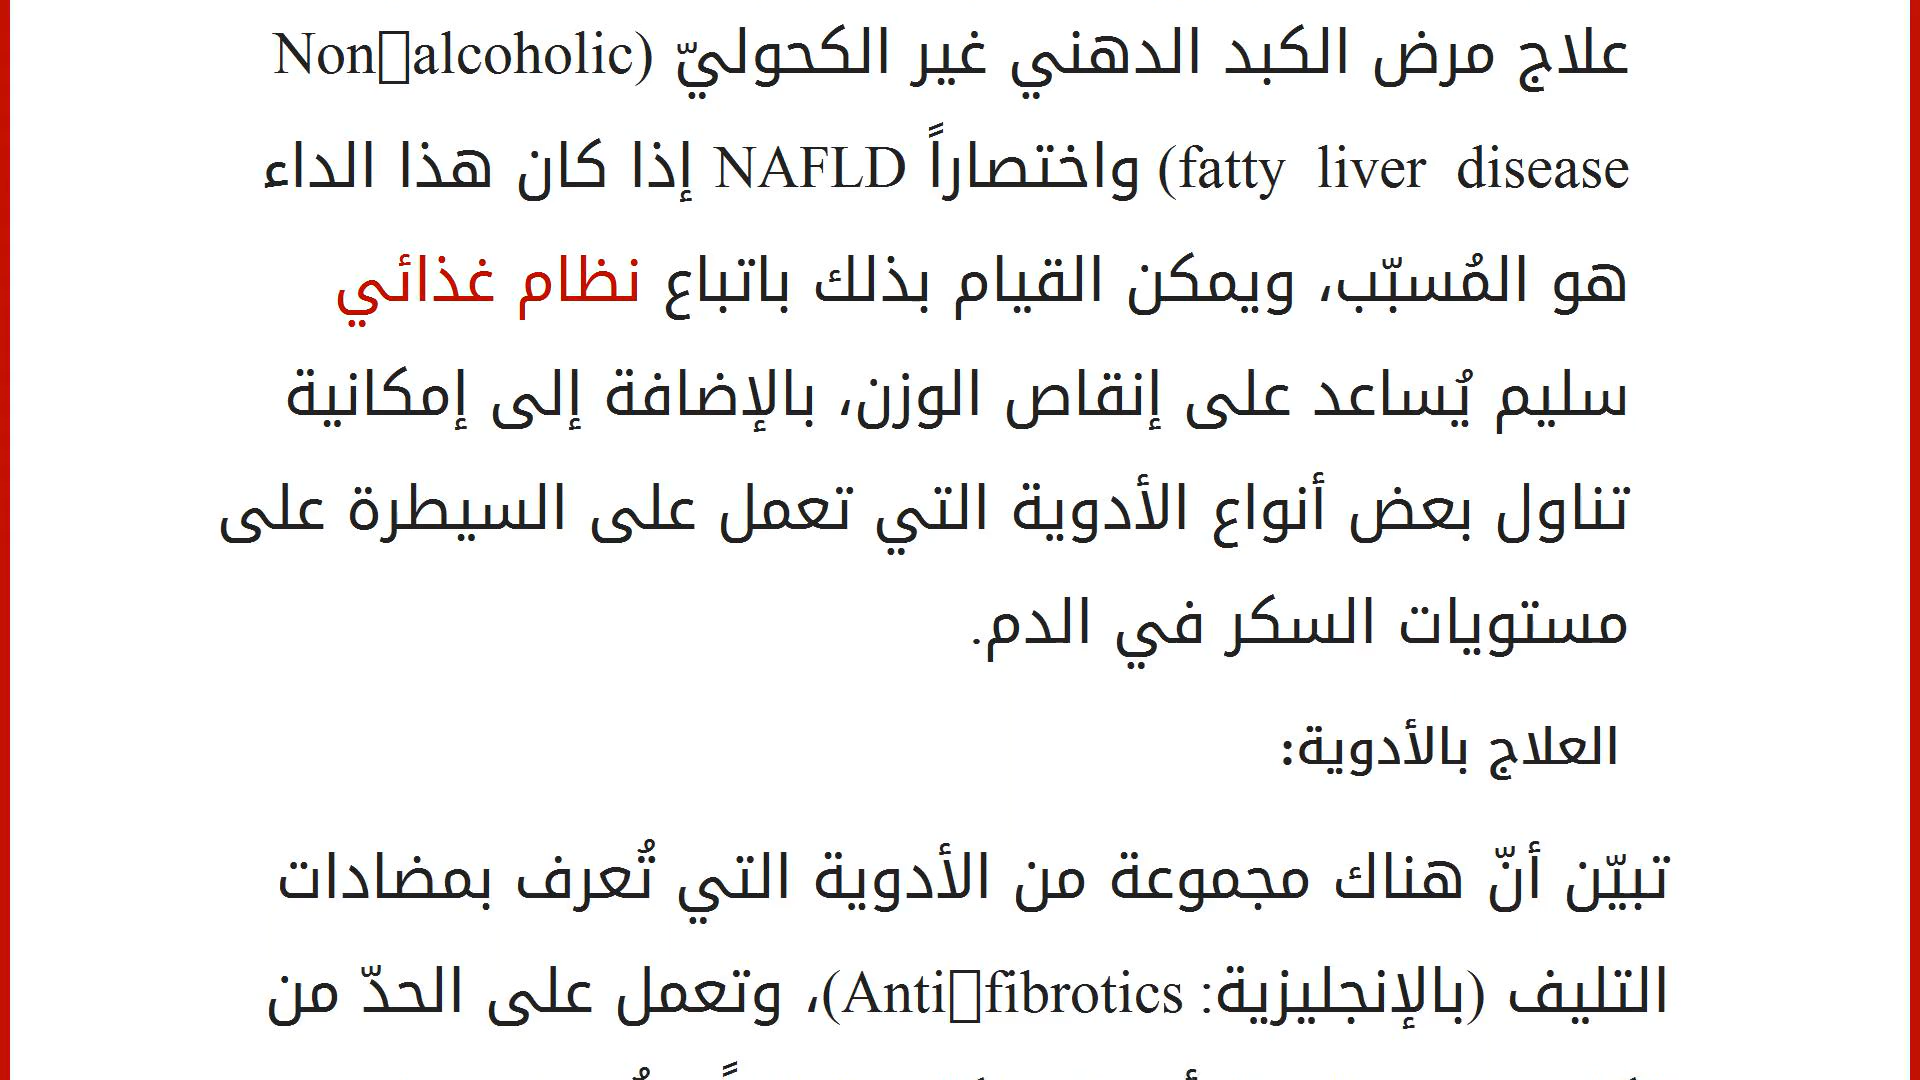 علاج مرض الكبد الدهني غير الكحوليّ (Non▯alcoholic
fatty liver disease) واختصاراً NAFLD إذا كان هذا الداء
هو المُسبّب، ويمكن القيام بذلك باتباع نظام غذائي
سليم يُساعد على إنقاص الوزن، بالإضافة إلى إمكانية
تناول بعض أنواع الأدوية التي تعمل على السيطرة على
مستويات السكر في الدم.
العلاج بالأدوية:
تبيّن أنّ هناك مجموعة من الأدوية التي تُعرف بمضادات
التليف (بالإنجليزية: Anti▯fibrotics)، وتعمل على الحدّ من